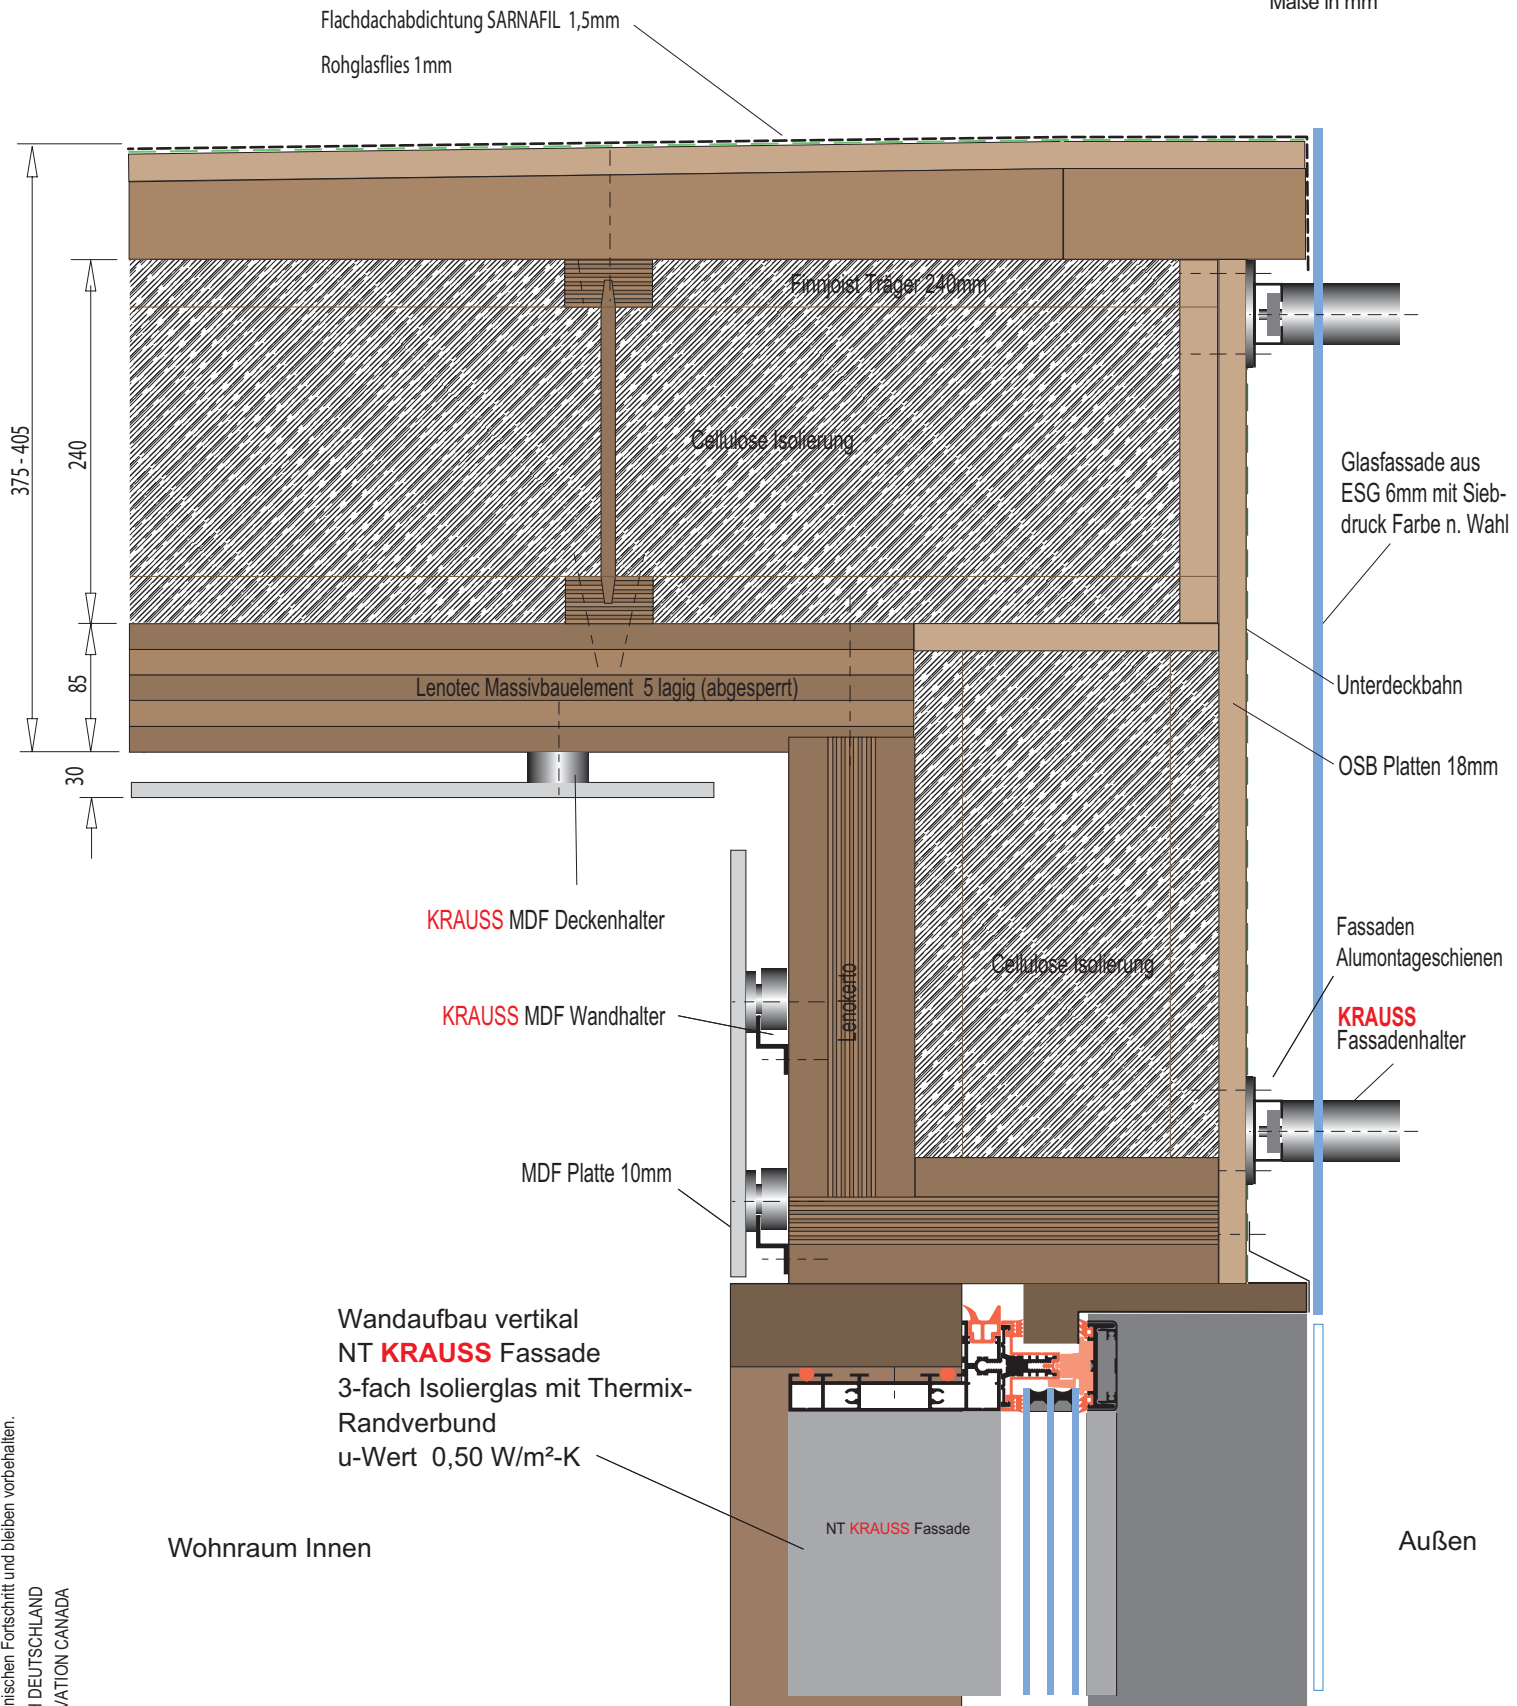 Maße in mm
Flachdachabdichtung SARNAFIL 1,5mm
Rohglasflies 1mm
Finnjoist Träger 240mm
375 - 405
240
Cellulose Isolierung
Glasfassade aus
ESG 6mm mit Sieb-
druck Farbe n. Wahl
85
Lenotec Massivbauelement 5 lagig (abgesperrt)
Unterdeckbahn
30
OSB Platten 18mm
KRAUSS MDF Deckenhalter
Fassaden
Alumontageschienen
Cellulose Isolierung
Lenokerto
KRAUSS MDF Wandhalter
KRAUSS
Fassadenhalter
MDF Platte 10mm
Wandaufbau vertikal
NT KRAUSS Fassade
3-fach Isolierglas mit Thermix-
Randverbund
u-Wert 0,50 W/m²-K
NT KRAUSS Fassade
Wohnraum Innen
Außen
Fortschritt und bleiben vorbehalten.
DEUTSCHLAND
CANADA